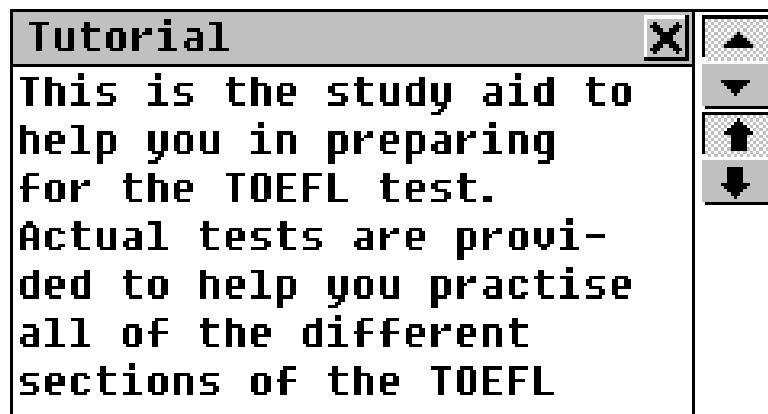 Tutorial
This is the study aid to
help you in preparing
for the TOEFL test.
Actual tests are provi-
ded to help you practise
all of the different
sections of the TOEFL